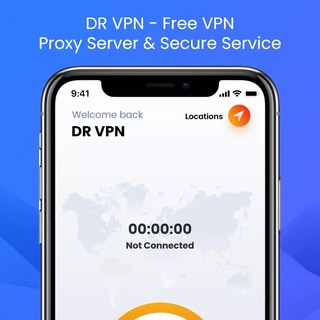 DR VPN - Free VPN
Proxy Server & Secure Service
9:41
Welcome back
DR VPN
Locations
00:00:00
Not Connected